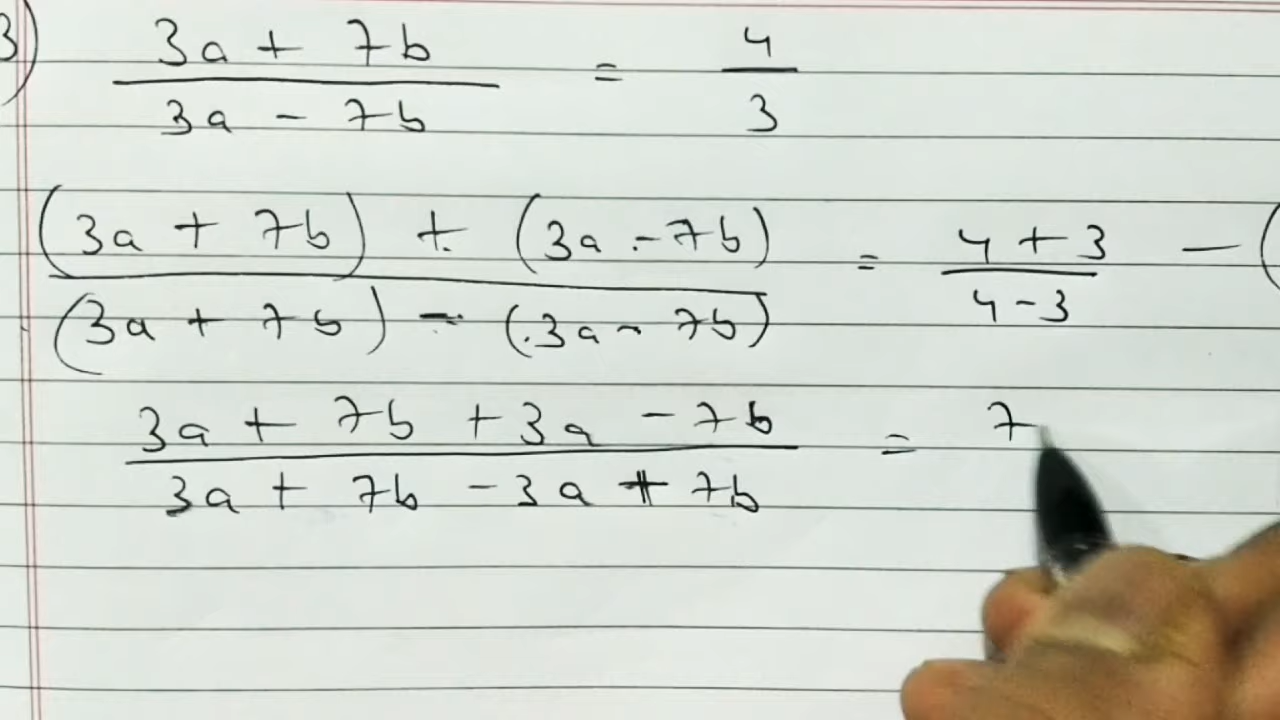 3) 3a + 7b / 3a - 7b = 4 / 3
(3a + 7b) + (3a - 7b) / (3a + 7b) - (3a - 7b) = 4 + 3 / 4 - 3 — (
3a + 7b + 3a - 7b / 3a + 7b - 3a + 7b = 7